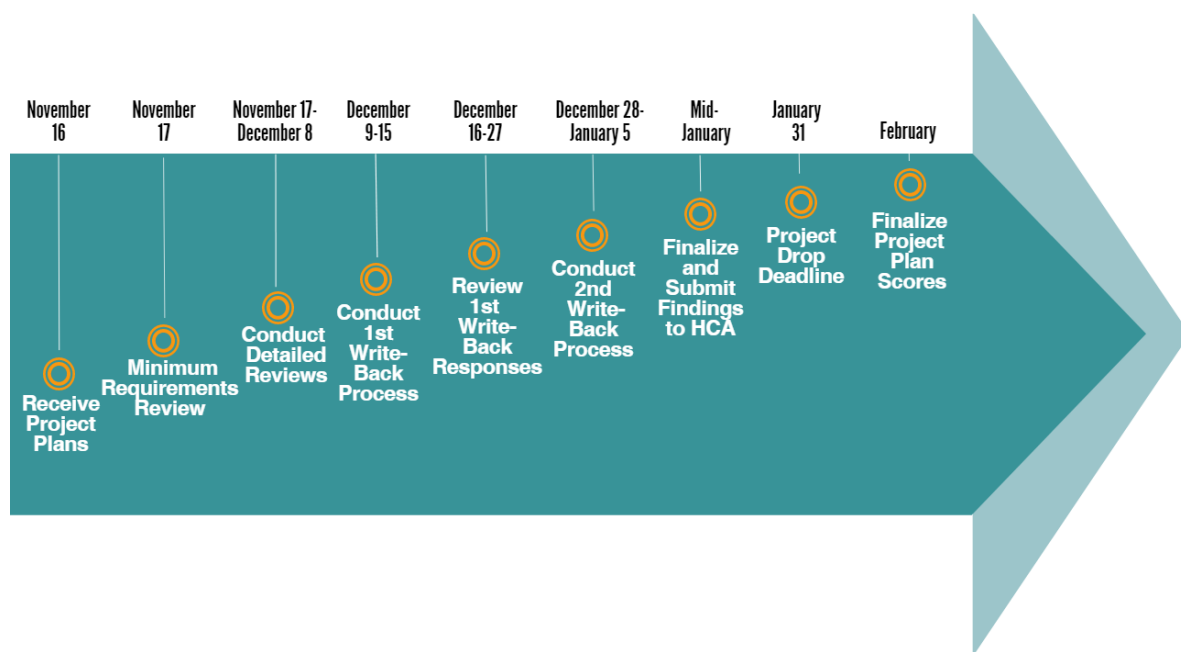 November
16
November
17
November 17-
December 8
December
9-15
December
16-27
December 28-
January 5
Mid-
January
January
31
February
Receive
Project
Plans
Minimum
Requirements
Review
Conduct
Detailed
Reviews
Conduct
1st
Write-
Back
Process
Review
1st
Write-
Back
Responses
Conduct
2nd
Write-
Back
Process
Finalize
and
Submit
Findings
to HCA
Project
Drop
Deadline
Finalize
Project
Plan
Scores